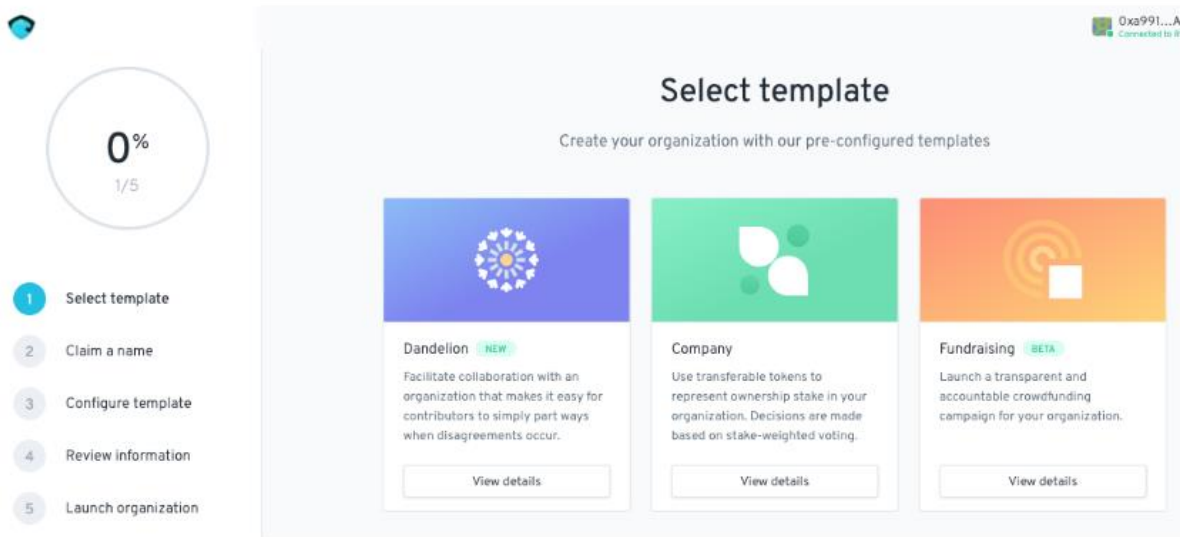 0xa991...A
Connected to
0%
1/5
1 Select template
2 Claim a name
3 Configure template
4 Review information
5 Launch organization
Select template
Create your organization with our pre-configured templates
Dandelion NEW
Facilitate collaboration with an
organization that makes it easy for
contributors to simply part ways
when disagreements occur.
View details
Company
Use transferable tokens to
represent ownership stake in your
organization. Decisions are made
based on stake-weighted voting.
View details
Fundraising BETA
Launch a transparent and
accountable crowdfunding
campaign for your organization.
View details